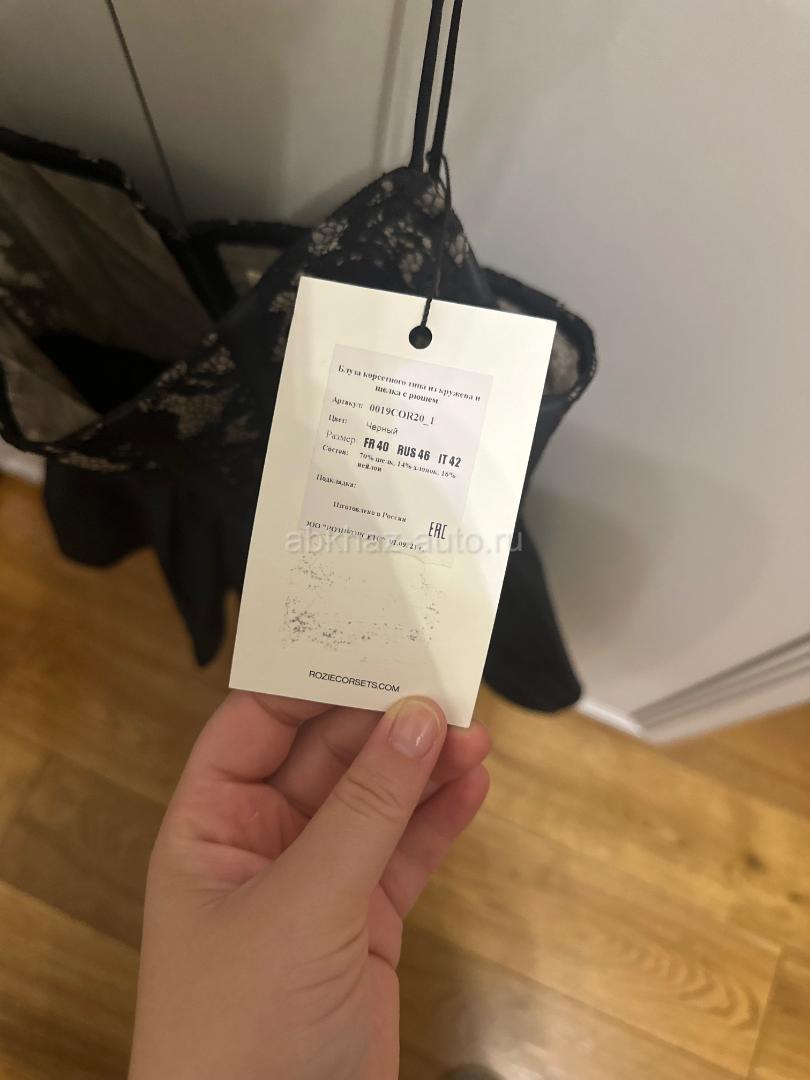 Блуза корсетного типа из кружева и
шелка с рюшем
Артикул: 0019COR20_1
Цвет: Черный
Размер FR 40 RUS 46 IT 42
Состав: 70% шелк, 14% хлопок, 16%
нейлон
Подкладка:
Изготовлено в России
EAC
ООО
abkhaz-auto.ru
ROZIECORSETS.COM